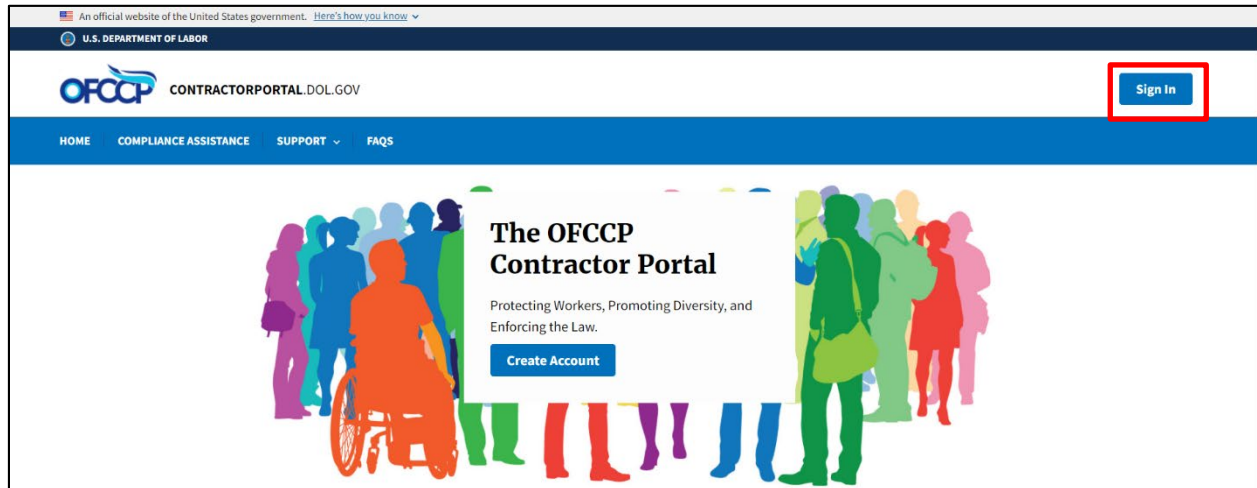 An official website of the United States government. Here's how you know
U.S. DEPARTMENT OF LABOR
OFCCP CONTRACTORPORTAL.DOL.GOV
Sign In
HOME COMPLIANCE ASSISTANCE SUPPORT FAQS
The OFCCP
Contractor Portal
Protecting Workers, Promoting Diversity, and
Enforcing the Law.
Create Account